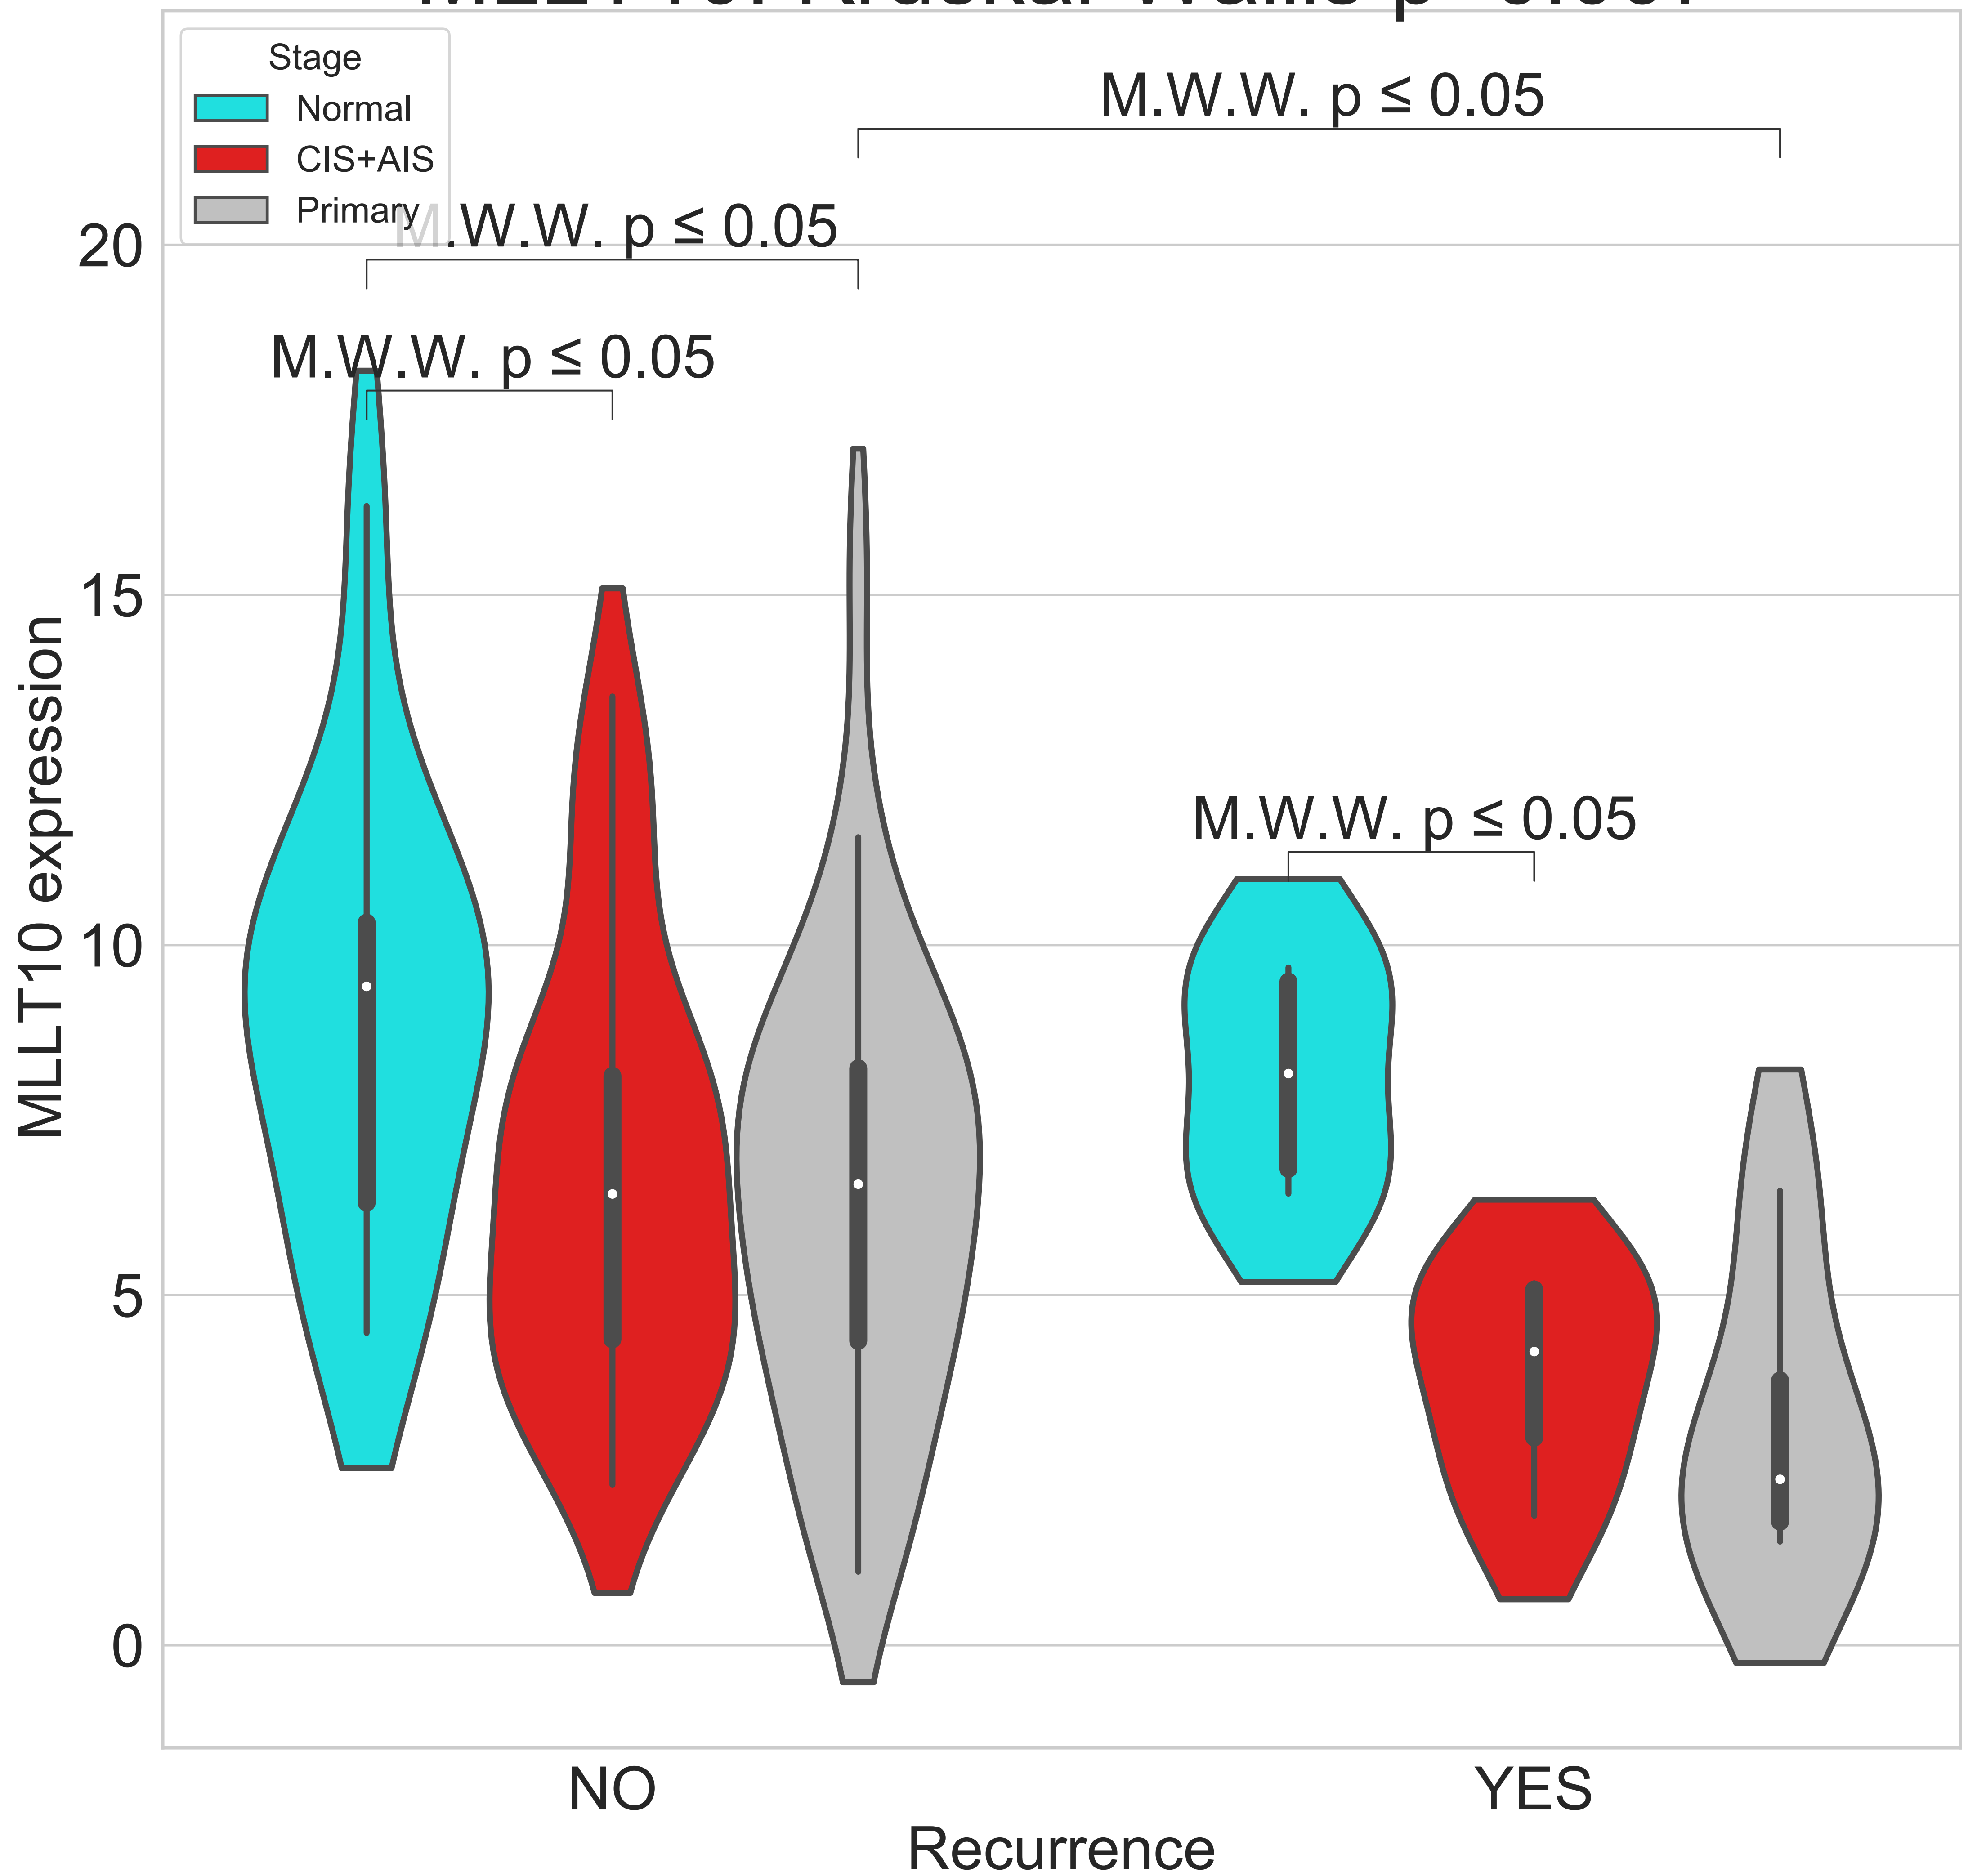 Stage
Normal
CIS+AIS
Primary
M.W.W. p ≤ 0.05
M.W.W. p ≤ 0.05
M.W.W. p ≤ 0.05
M.W.W. p ≤ 0.05
MLLT10 expression
20
15
10
5
0
NO
YES
Recurrence